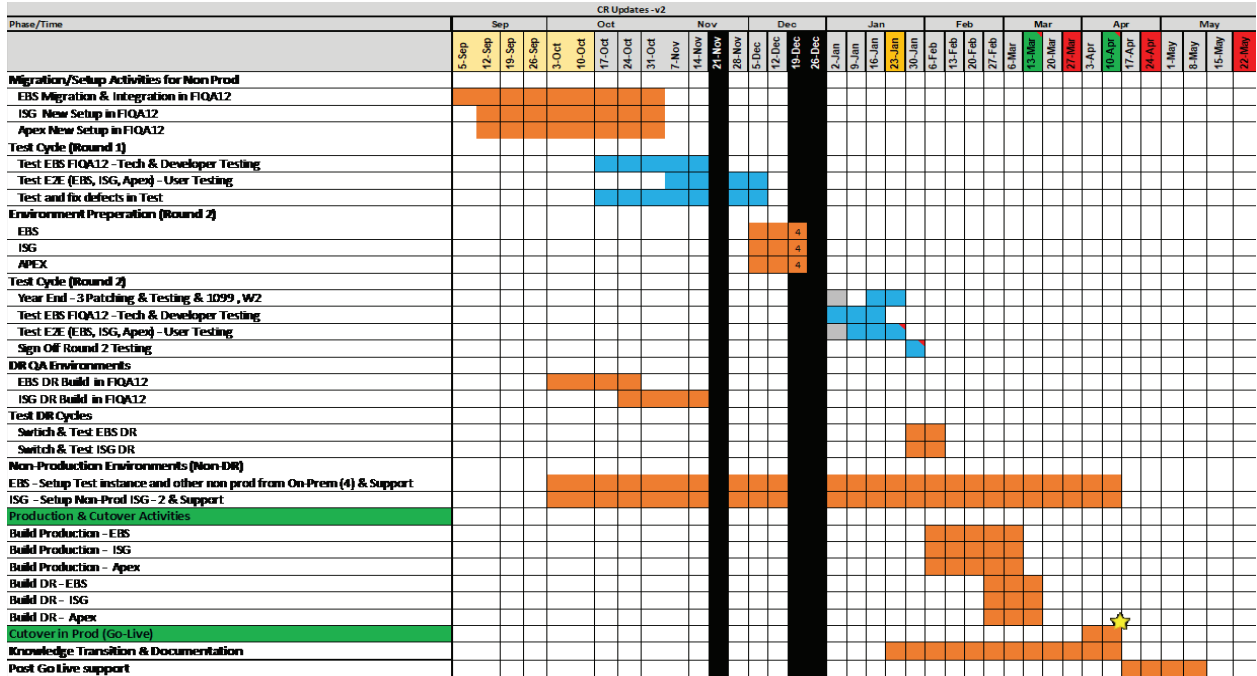 CR Updates -v2
Phase/Time Sep Oct Nov Dec Jan Feb Mar Apr May
5-Sep 12-Sep 19-Sep 26-Sep 3-Oct 10-Oct 17-Oct 24-Oct 31-Oct 7-Nov 14-Nov 21-Nov 28-Nov 5-Dec 12-Dec 19-Dec 26-Dec 2-Jan 9-Jan 16-Jan 23-Jan 30-Jan 6-Feb 13-Feb 20-Feb 27-Feb 6-Mar 13-Mar 20-Mar 27-Mar 3-Apr 10-Apr 17-Apr 24-Apr 1-May 8-May 15-May 22-May
Migration/Setup Activities for Non Prod
EBS Migration & Integration in FIQA12
ISG New Setup in FIQA12
Apex New Setup in FIQA12
Test Cycle (Round 1)
Test EBS FIQA12 -Tech & Developer Testing
Test E2E (EBS, ISG, Apex) - User Testing
Test and fix defects in Test
Environment Preparation (Round 2)
EBS 4
ISG 4
APEX 4
Test Cycle (Round 2)
Year End - 3 Patching & Testing & 1099 , W2
Test EBS FIQA12 -Tech & Developer Testing
Test E2E (EBS, ISG, Apex) - User Testing
Sign Off Round 2 Testing
DR QA Environments
EBS DR Build in FIQA12
ISG DR Build in FIQA12
Test DR Cycles
Swtich & Test EBS DR
Switch & Test ISG DR
Non-Production Environments (Non-DR)
EBS - Setup Test instance and other non prod from On-Prem (4) & Support
ISG - Setup Non-Prod ISG - 2 & Support
Production & Cutover Activities
Build Production - EBS
Build Production - ISG
Build Production - Apex
Build DR - EBS
Build DR - ISG
Build DR - Apex
Cutover in Prod (Go-Live)
Knowledge Transition & Documentation
Post Go Live support